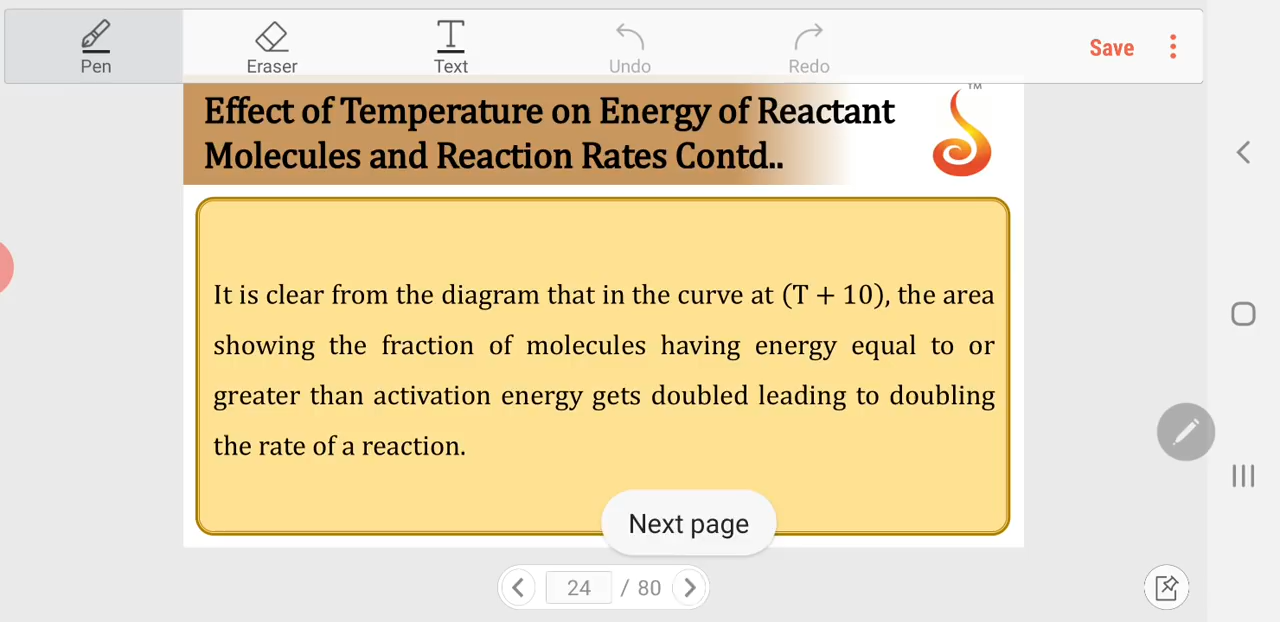 Pen
Eraser
Text
Undo
Redo
Save
Effect of Temperature on Energy of Reactant
Molecules and Reaction Rates Contd..
TM
It is clear from the diagram that in the curve at (T + 10), the area
showing the fraction of molecules having energy equal to or
greater than activation energy gets doubled leading to doubling
the rate of a reaction.
Next page
24 / 80